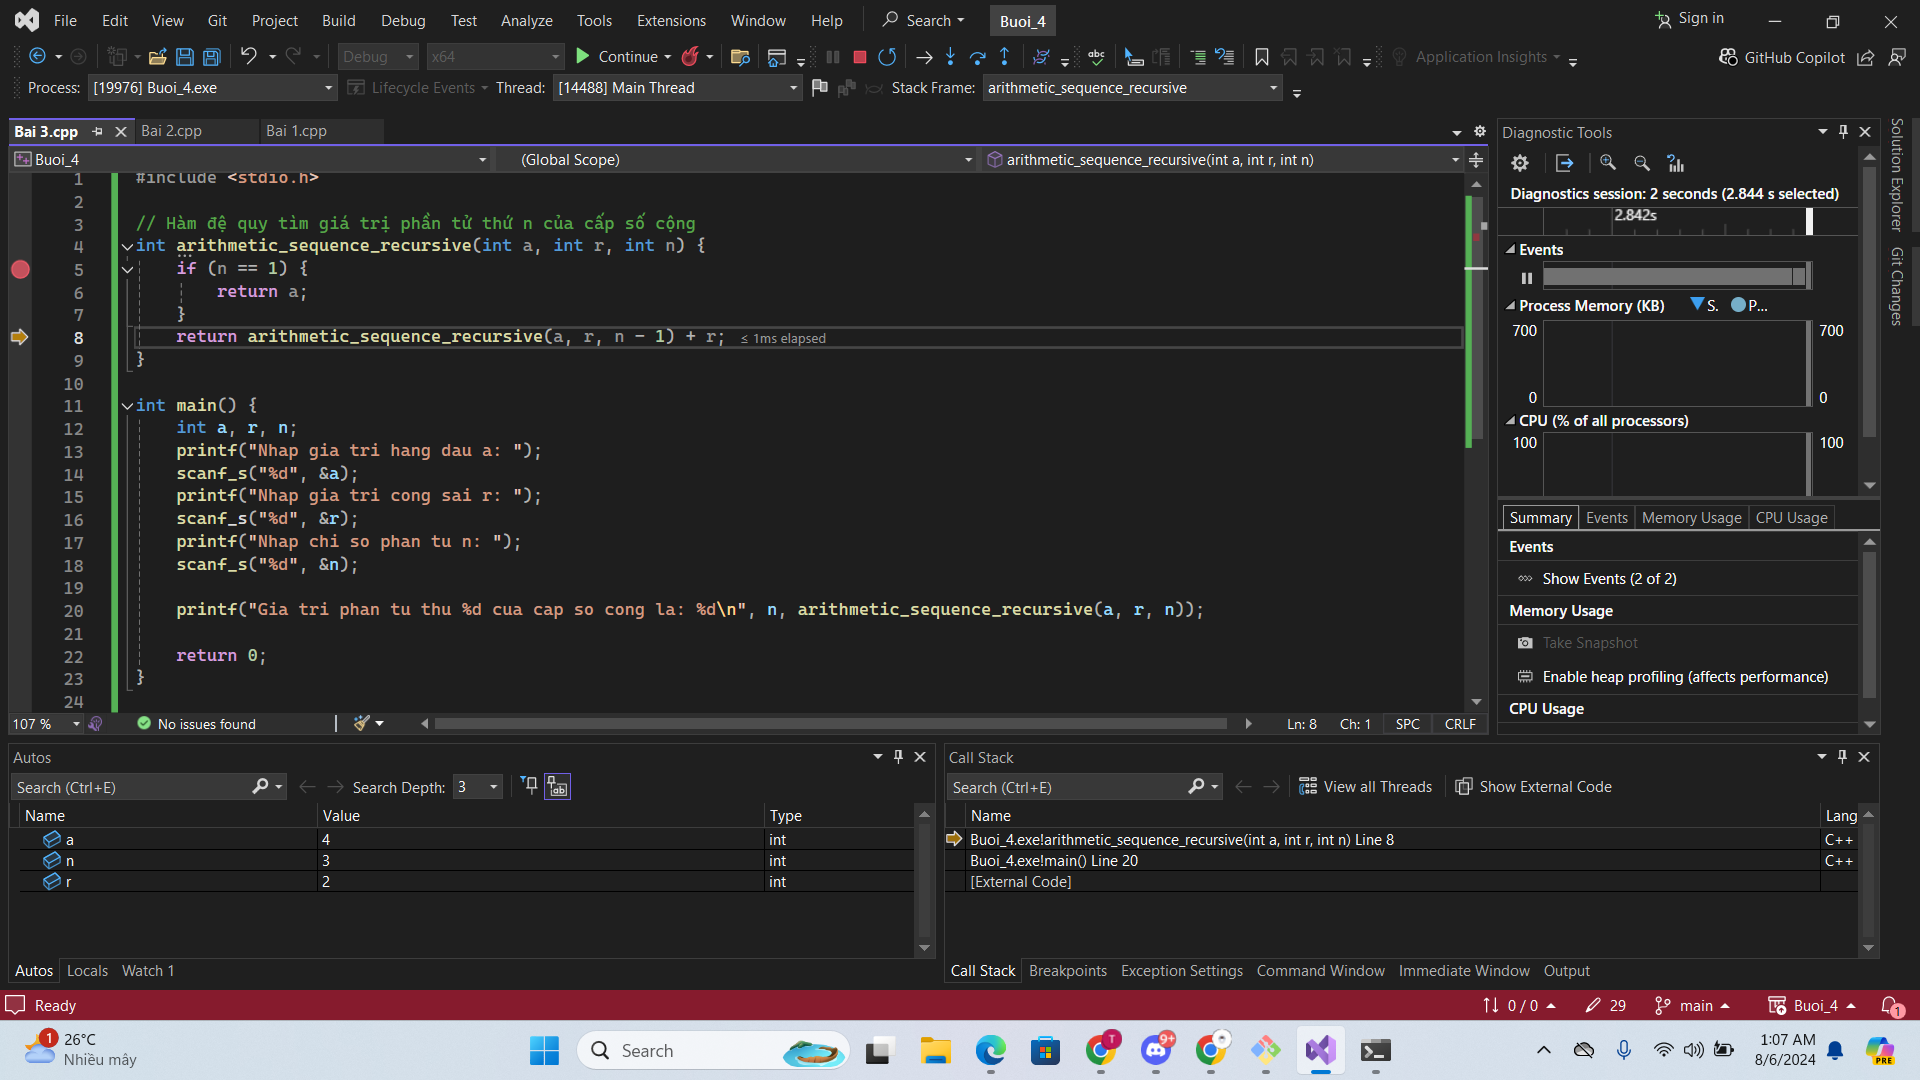 File Edit View Git Project Build Debug Test Analyze Tools Extensions Window Help Search Buoi_4 Sign in
Debug x64 Continue abc Application Insights GitHub Copilot
Process: [19976] Buoi_4.exe Lifecycle Events Thread: [14488] Main Thread Stack Frame: arithmetic_sequence_recursive
Bai 3.cpp Bai 2.cpp Bai 1.cpp
Buoi_4 (Global Scope) arithmetic_sequence_recursive(int a, int r, int n)
1 #include <stdio.h>
2
3 // Hàm đệ quy tìm giá trị phần tử thứ n của cấp số cộng
4 int arithmetic_sequence_recursive(int a, int r, int n) {
5 if (n == 1) {
6 return a;
7 }
8 return arithmetic_sequence_recursive(a, r, n - 1) + r; ≤ 1ms elapsed
9 }
10
11 int main() {
12 int a, r, n;
13 printf("Nhap gia tri hang dau a: ");
14 scanf_s("%d", &a);
15 printf("Nhap gia tri cong sai r: ");
16 scanf_s("%d", &r);
17 printf("Nhap chi so phan tu n: ");
18 scanf_s("%d", &n);
19
20 printf("Gia tri phan tu thu %d cua cap so cong la: %d\n", n, arithmetic_sequence_recursive(a, r, n));
21
22 return 0;
23 }
24
107 % No issues found Ln: 8 Ch: 1 SPC CRLF
Diagnostic Tools
Diagnostics session: 2 seconds (2.844 s selected)
2.842s
Events
Process Memory (KB) S. P...
700 700
0 0
CPU (% of all processors)
100 100
Summary Events Memory Usage CPU Usage
Events
Show Events (2 of 2)
Memory Usage
Take Snapshot
Enable heap profiling (affects performance)
CPU Usage
Solution Explorer
Git Changes
Autos
Search (Ctrl+E) Search Depth: 3
Name Value Type
a 4 int
n 3 int
r 2 int
Autos Locals Watch 1
Call Stack
Search (Ctrl+E) View all Threads Show External Code
Name Lang
Buoi_4.exe!arithmetic_sequence_recursive(int a, int r, int n) Line 8 C++
Buoi_4.exe!main() Line 20 C++
[External Code]
Call Stack Breakpoints Exception Settings Command Window Immediate Window Output
Ready 0 / 0 29 main Buoi_4 1
1 26°C
Nhiều mây
Search
T
9+
1:07 AM
8/6/2024
PRE